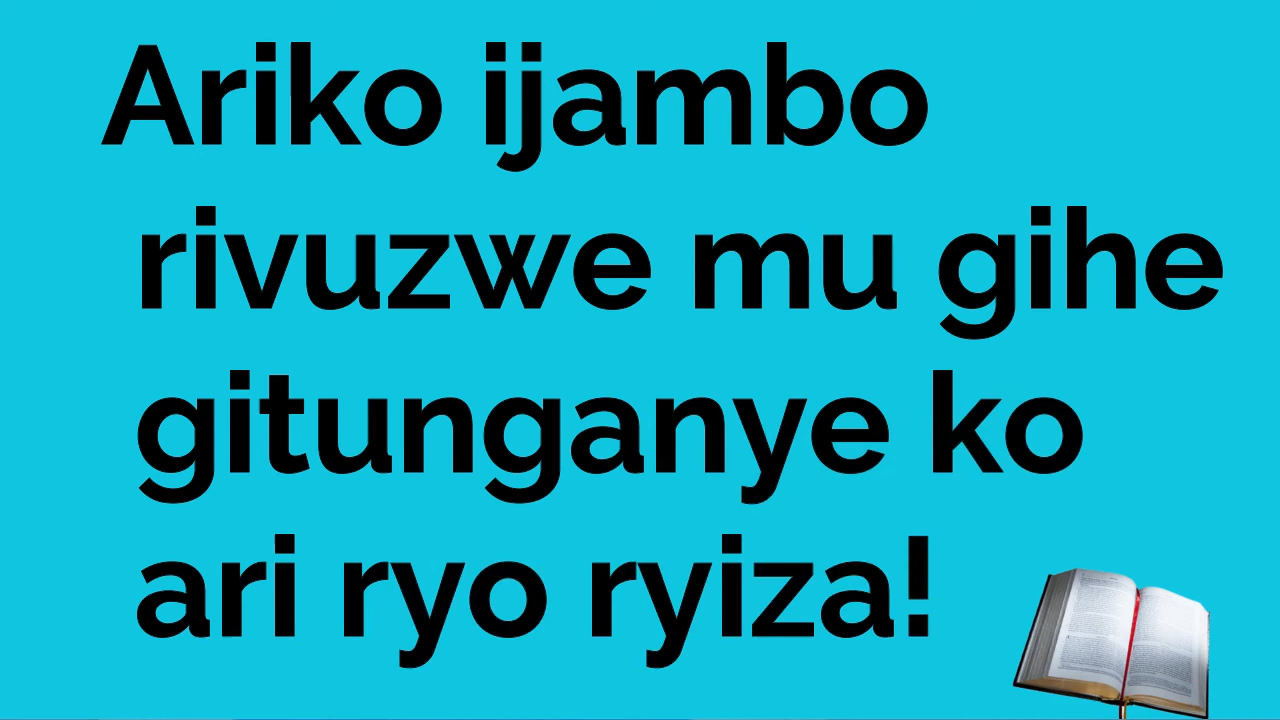 Ariko ijambo
rivuzwe mu gihe
gitunganye ko
ari ryo ryiza!